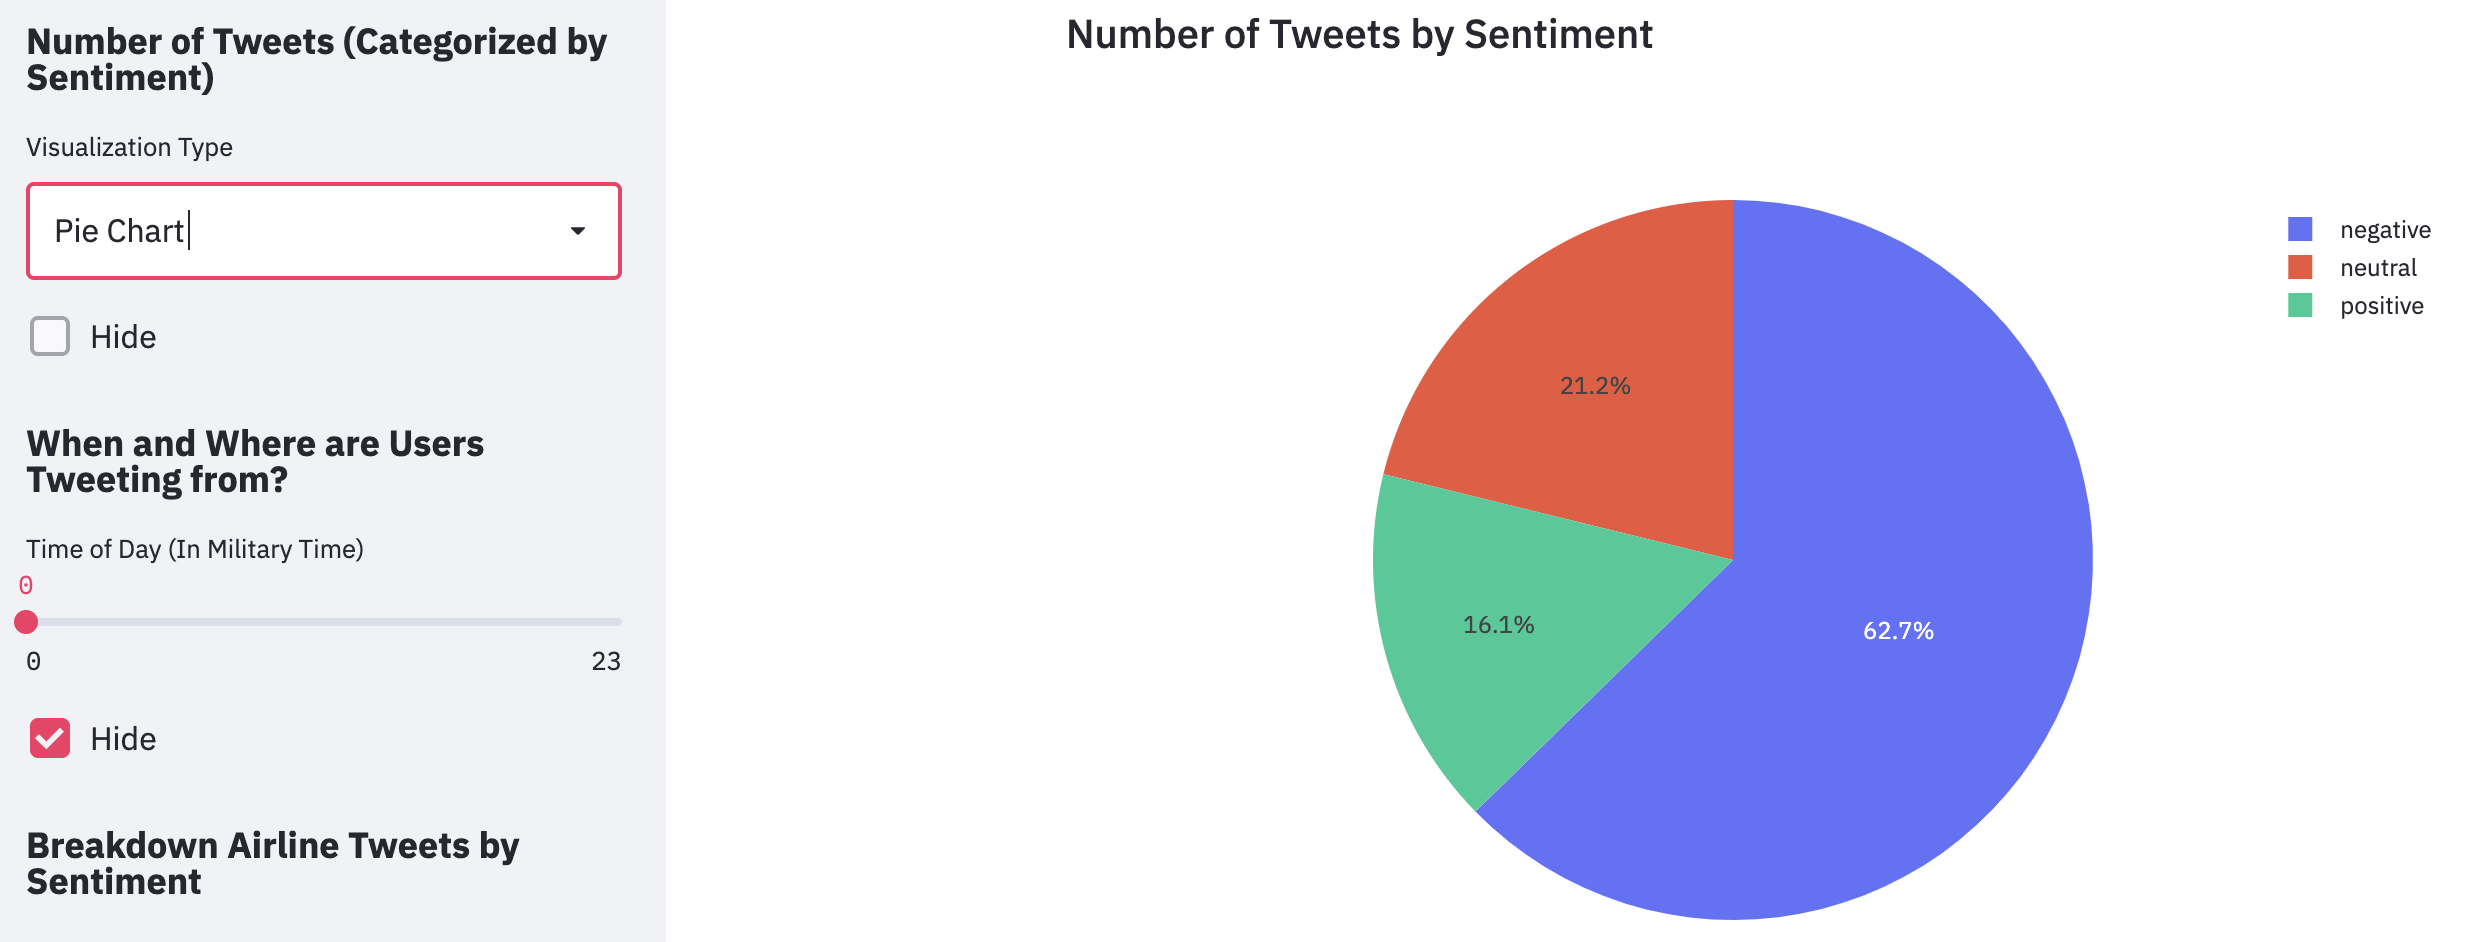 Number of Tweets (Categorized by
Sentiment)
Visualization Type
Pie Chart
Hide
When and Where are Users
Tweeting from?
Time of Day (In Military Time)
0
0
23
Hide
Breakdown Airline Tweets by
Sentiment
Number of Tweets by Sentiment
negative
neutral
positive
21.2%
16.1%
62.7%